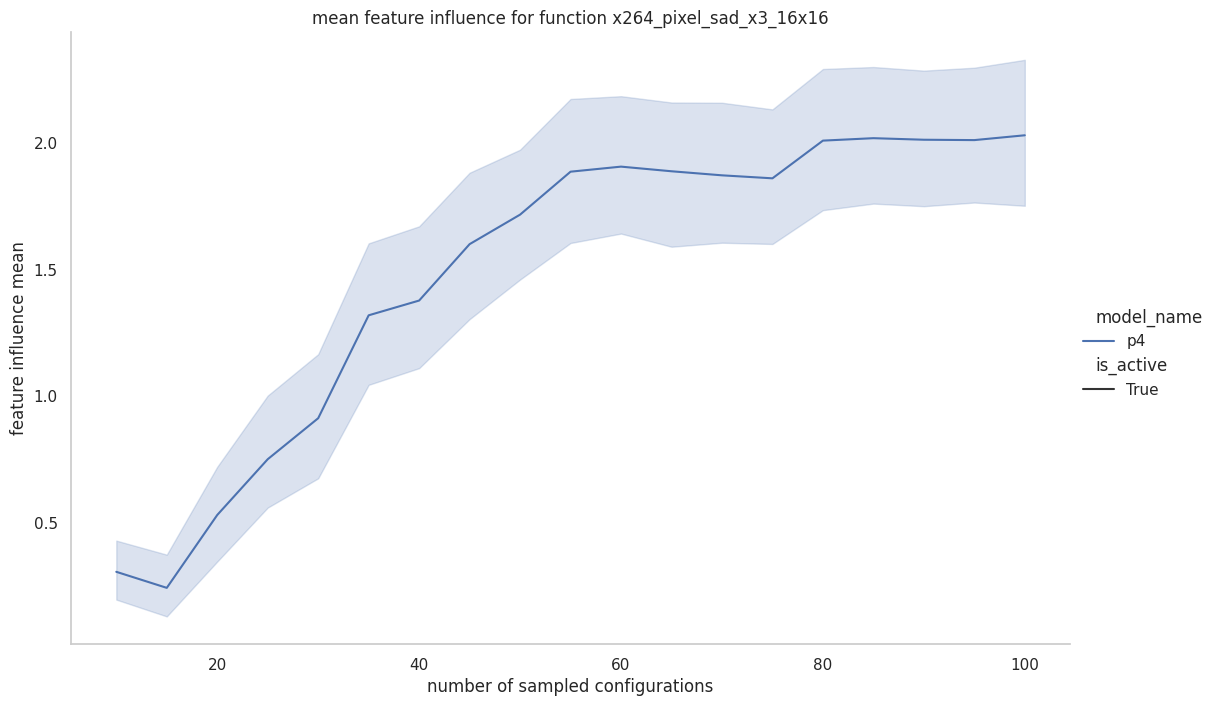 mean feature influence for function x264_pixel_sad_x3_16x16
feature influence mean
2.0
1.5
1.0
0.5
20
40
60
80
100
number of sampled configurations
model_name
p4
is_active
True